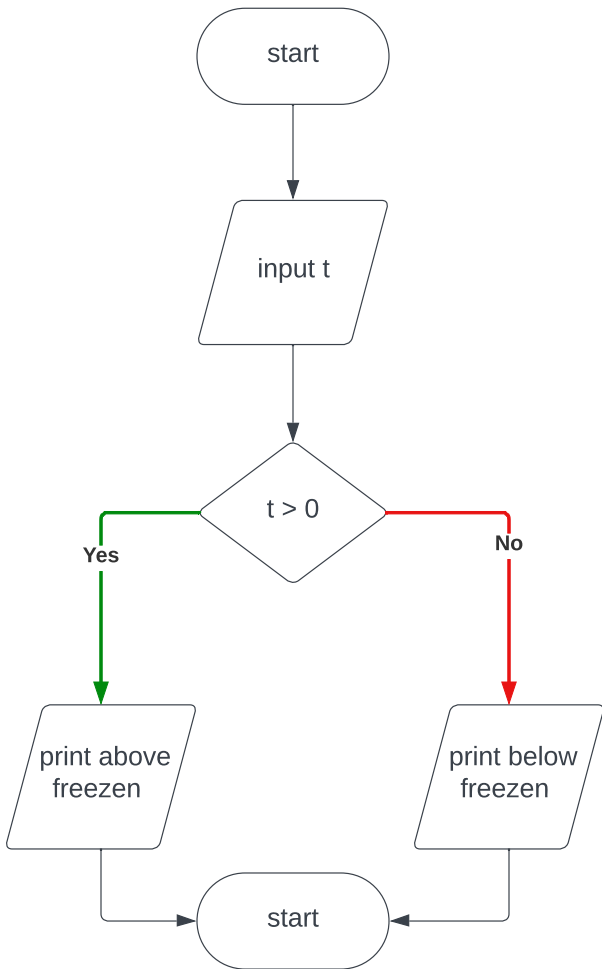 start
input t
t > 0
Yes
No
print above
freezen
print below
freezen
start